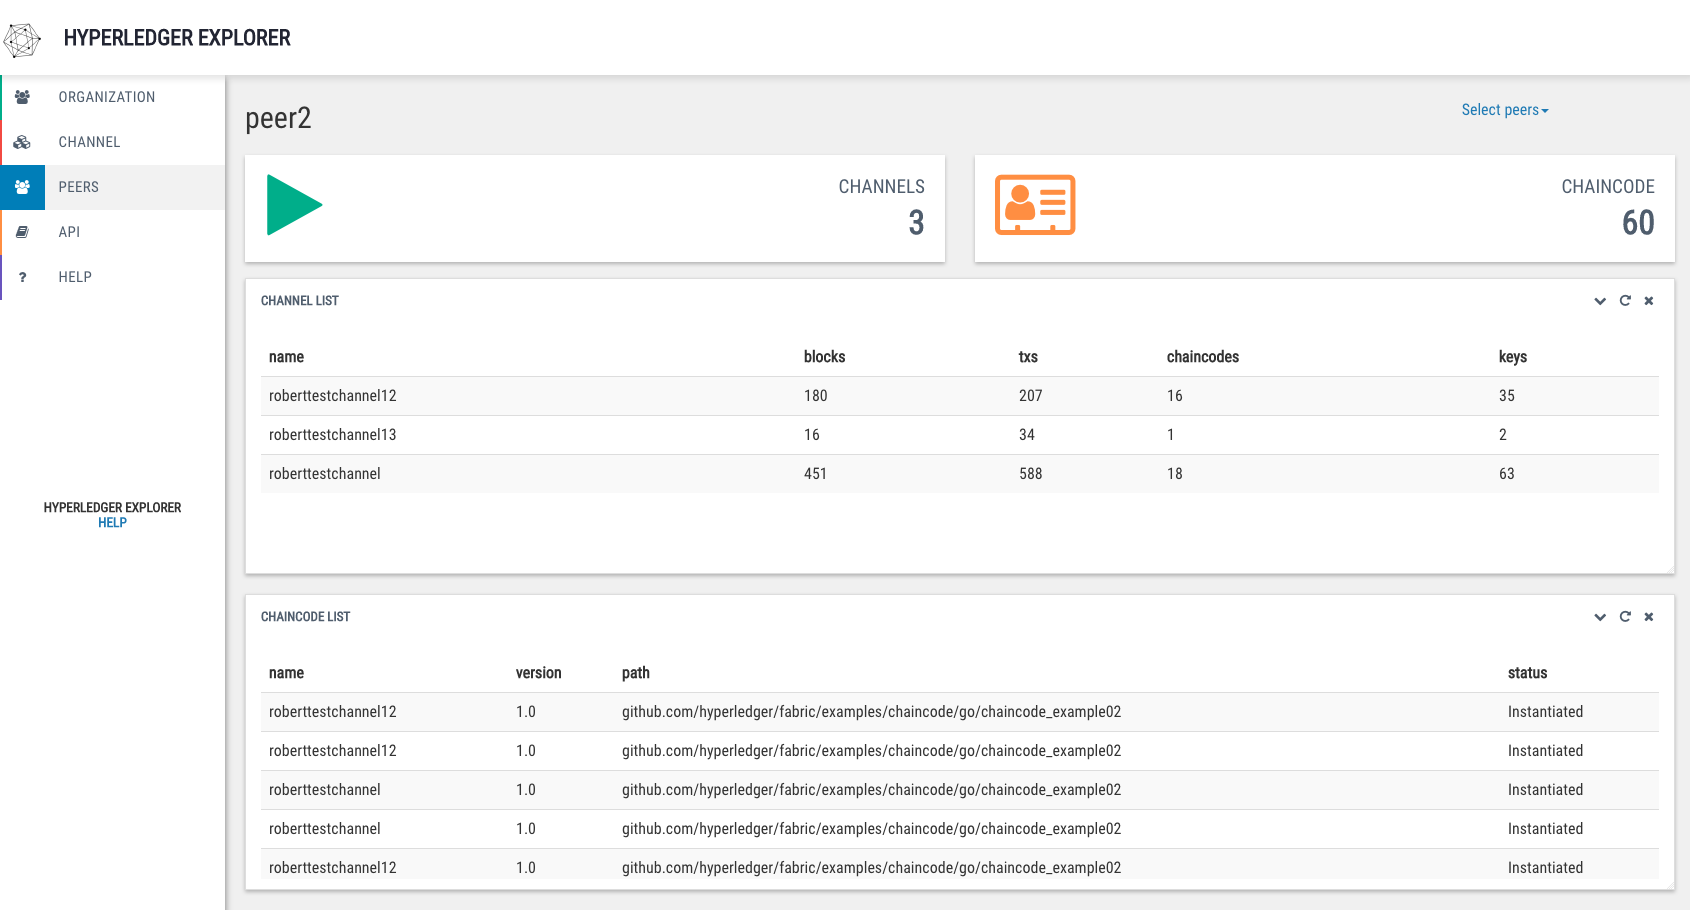 HYPERLEDGER EXPLORER
ORGANIZATION
CHANNEL
PEERS
API
? HELP
HYPERLEDGER EXPLORER
HELP
peer2
Select peers
CHANNELS
3
CHAINCODE
60
CHANNEL LIST
name blocks txs chaincodes keys
roberttestchannel12 180 207 16 35
roberttestchannel13 16 34 1 2
roberttestchannel 451 588 18 63
CHAINCODE LIST
name version path status
roberttestchannel12 1.0 github.com/hyperledger/fabric/examples/chaincode/go/chaincode_example02 Instantiated
roberttestchannel12 1.0 github.com/hyperledger/fabric/examples/chaincode/go/chaincode_example02 Instantiated
roberttestchannel 1.0 github.com/hyperledger/fabric/examples/chaincode/go/chaincode_example02 Instantiated
roberttestchannel 1.0 github.com/hyperledger/fabric/examples/chaincode/go/chaincode_example02 Instantiated
roberttestchannel12 1.0 github.com/hyperledger/fabric/examples/chaincode/go/chaincode_example02 Instantiated